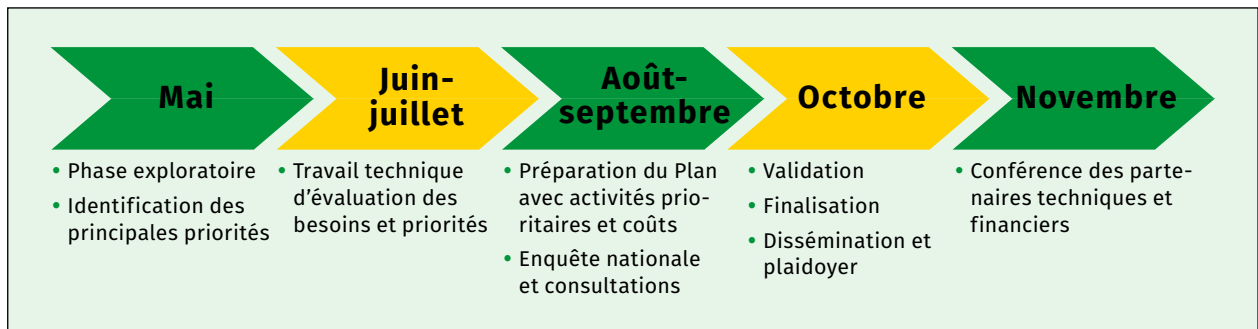 Mai
• Phase exploratoire
• Identification des
principales priorités
Juin-
juillet
• Travail technique
d'évaluation des
besoins et priorités
Août-
septembre
• Préparation du Plan
avec activités prio-
ritaires et coûts
• Enquête nationale
et consultations
Octobre
• Validation
• Finalisation
• Dissémination et
plaidoyer
Novembre
• Conférence des parte-
naires techniques et
financiers